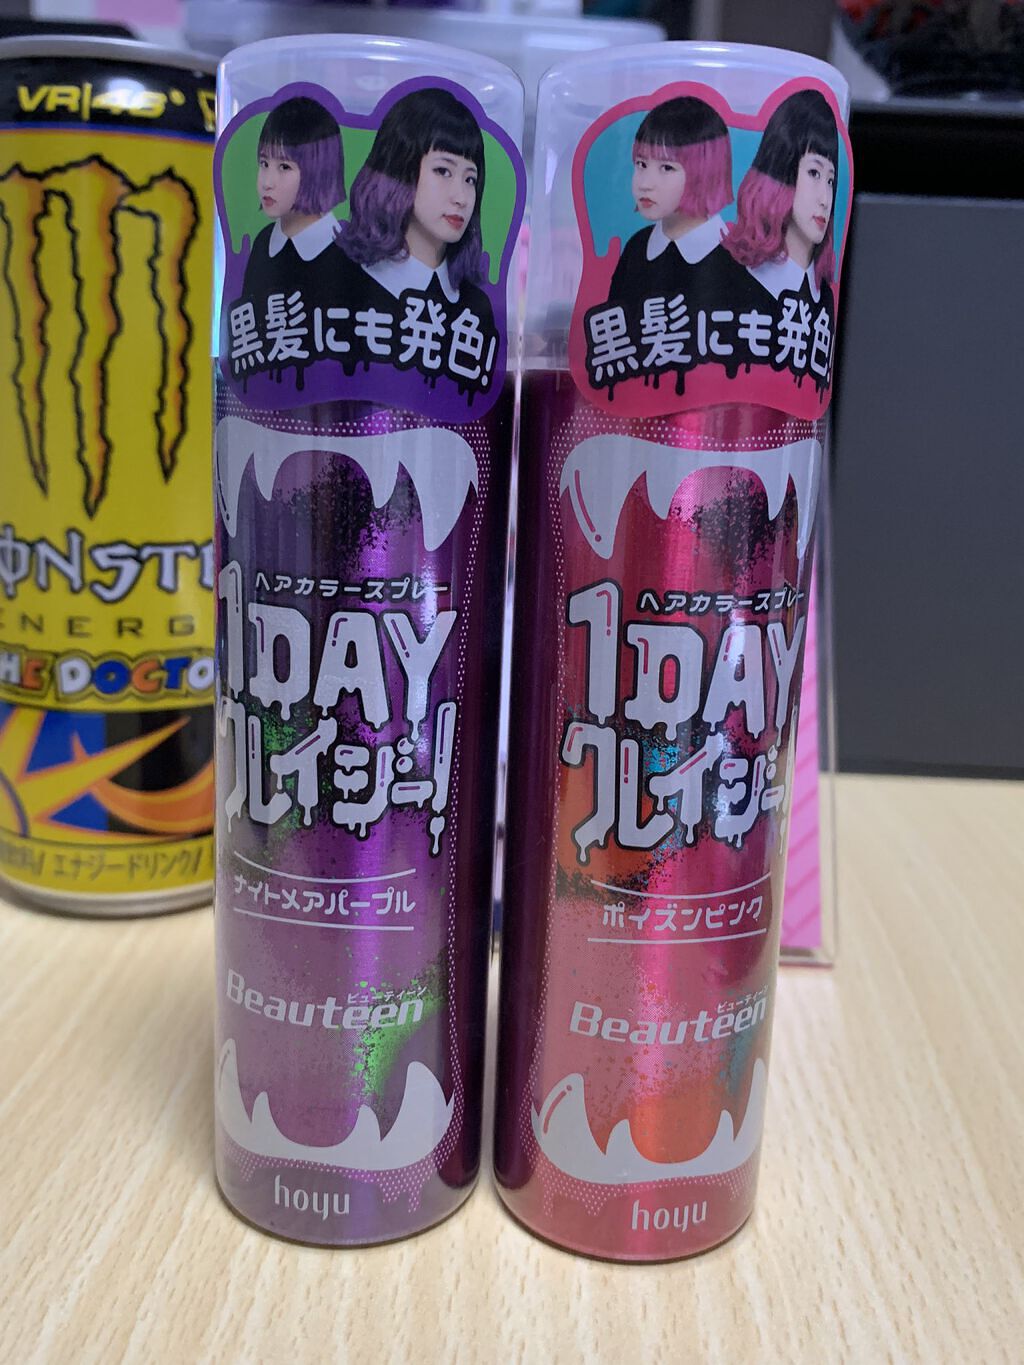 VR|46
MONSTE
ENERG
THE DOCTO
エナジードリンク/
黒髪にも発色!
ヘアカラースプレー
1DAY
クレイジー!
ナイトメアパープル
ビューティーン
Beauteen
hoyu
黒髪にも発色!
ヘアカラースプレー
1DAY
クレイジー!
ポイズンピンク
ビューティーン
Beauteen
hoyu